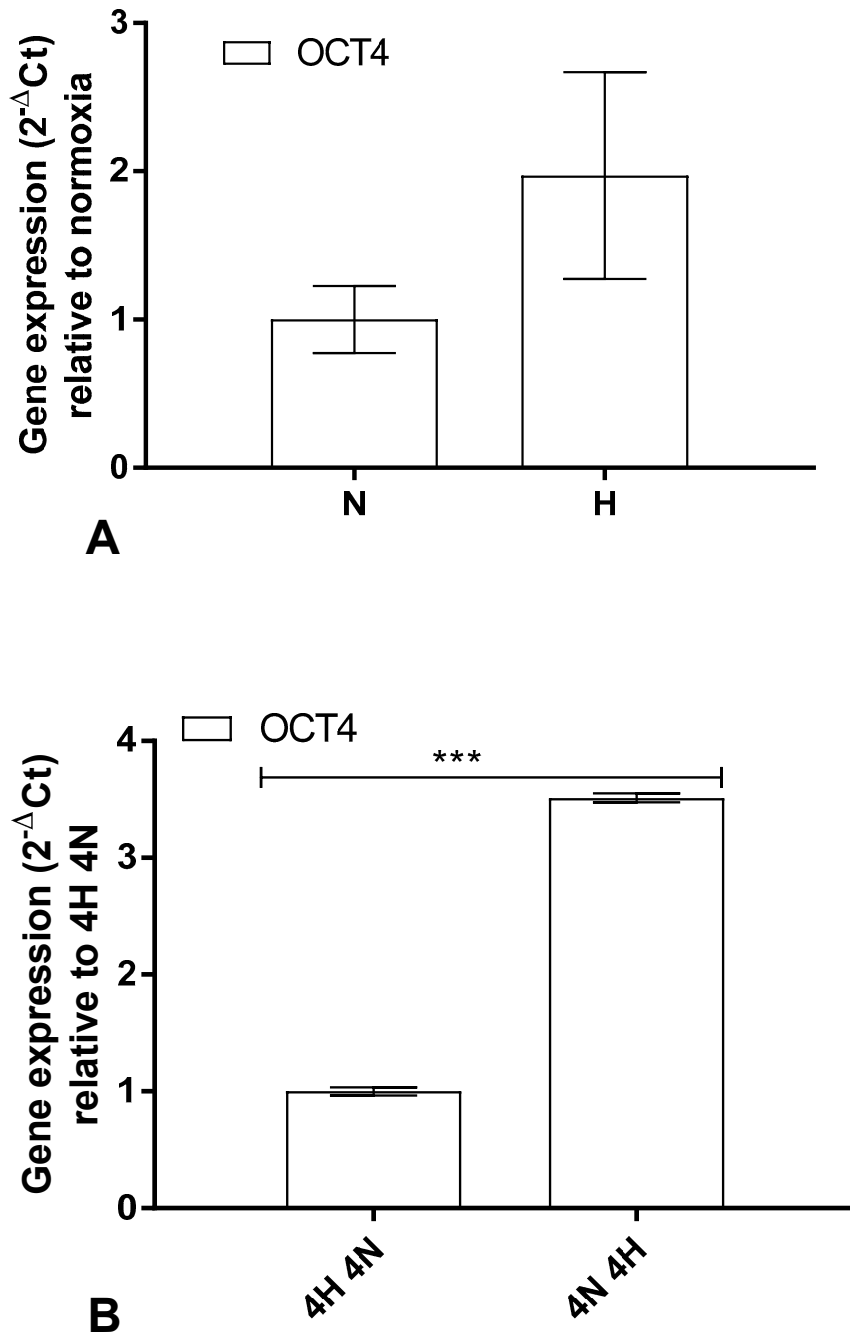 3
OCT4
2
1
0
Gene expression (2-ΔCt)
relative to normoxia
N
H
A
OCT4
4
***
3
2
1
0
Gene expression (2-ΔCt)
relative to 4H 4N
4H 4N
4N 4H
B